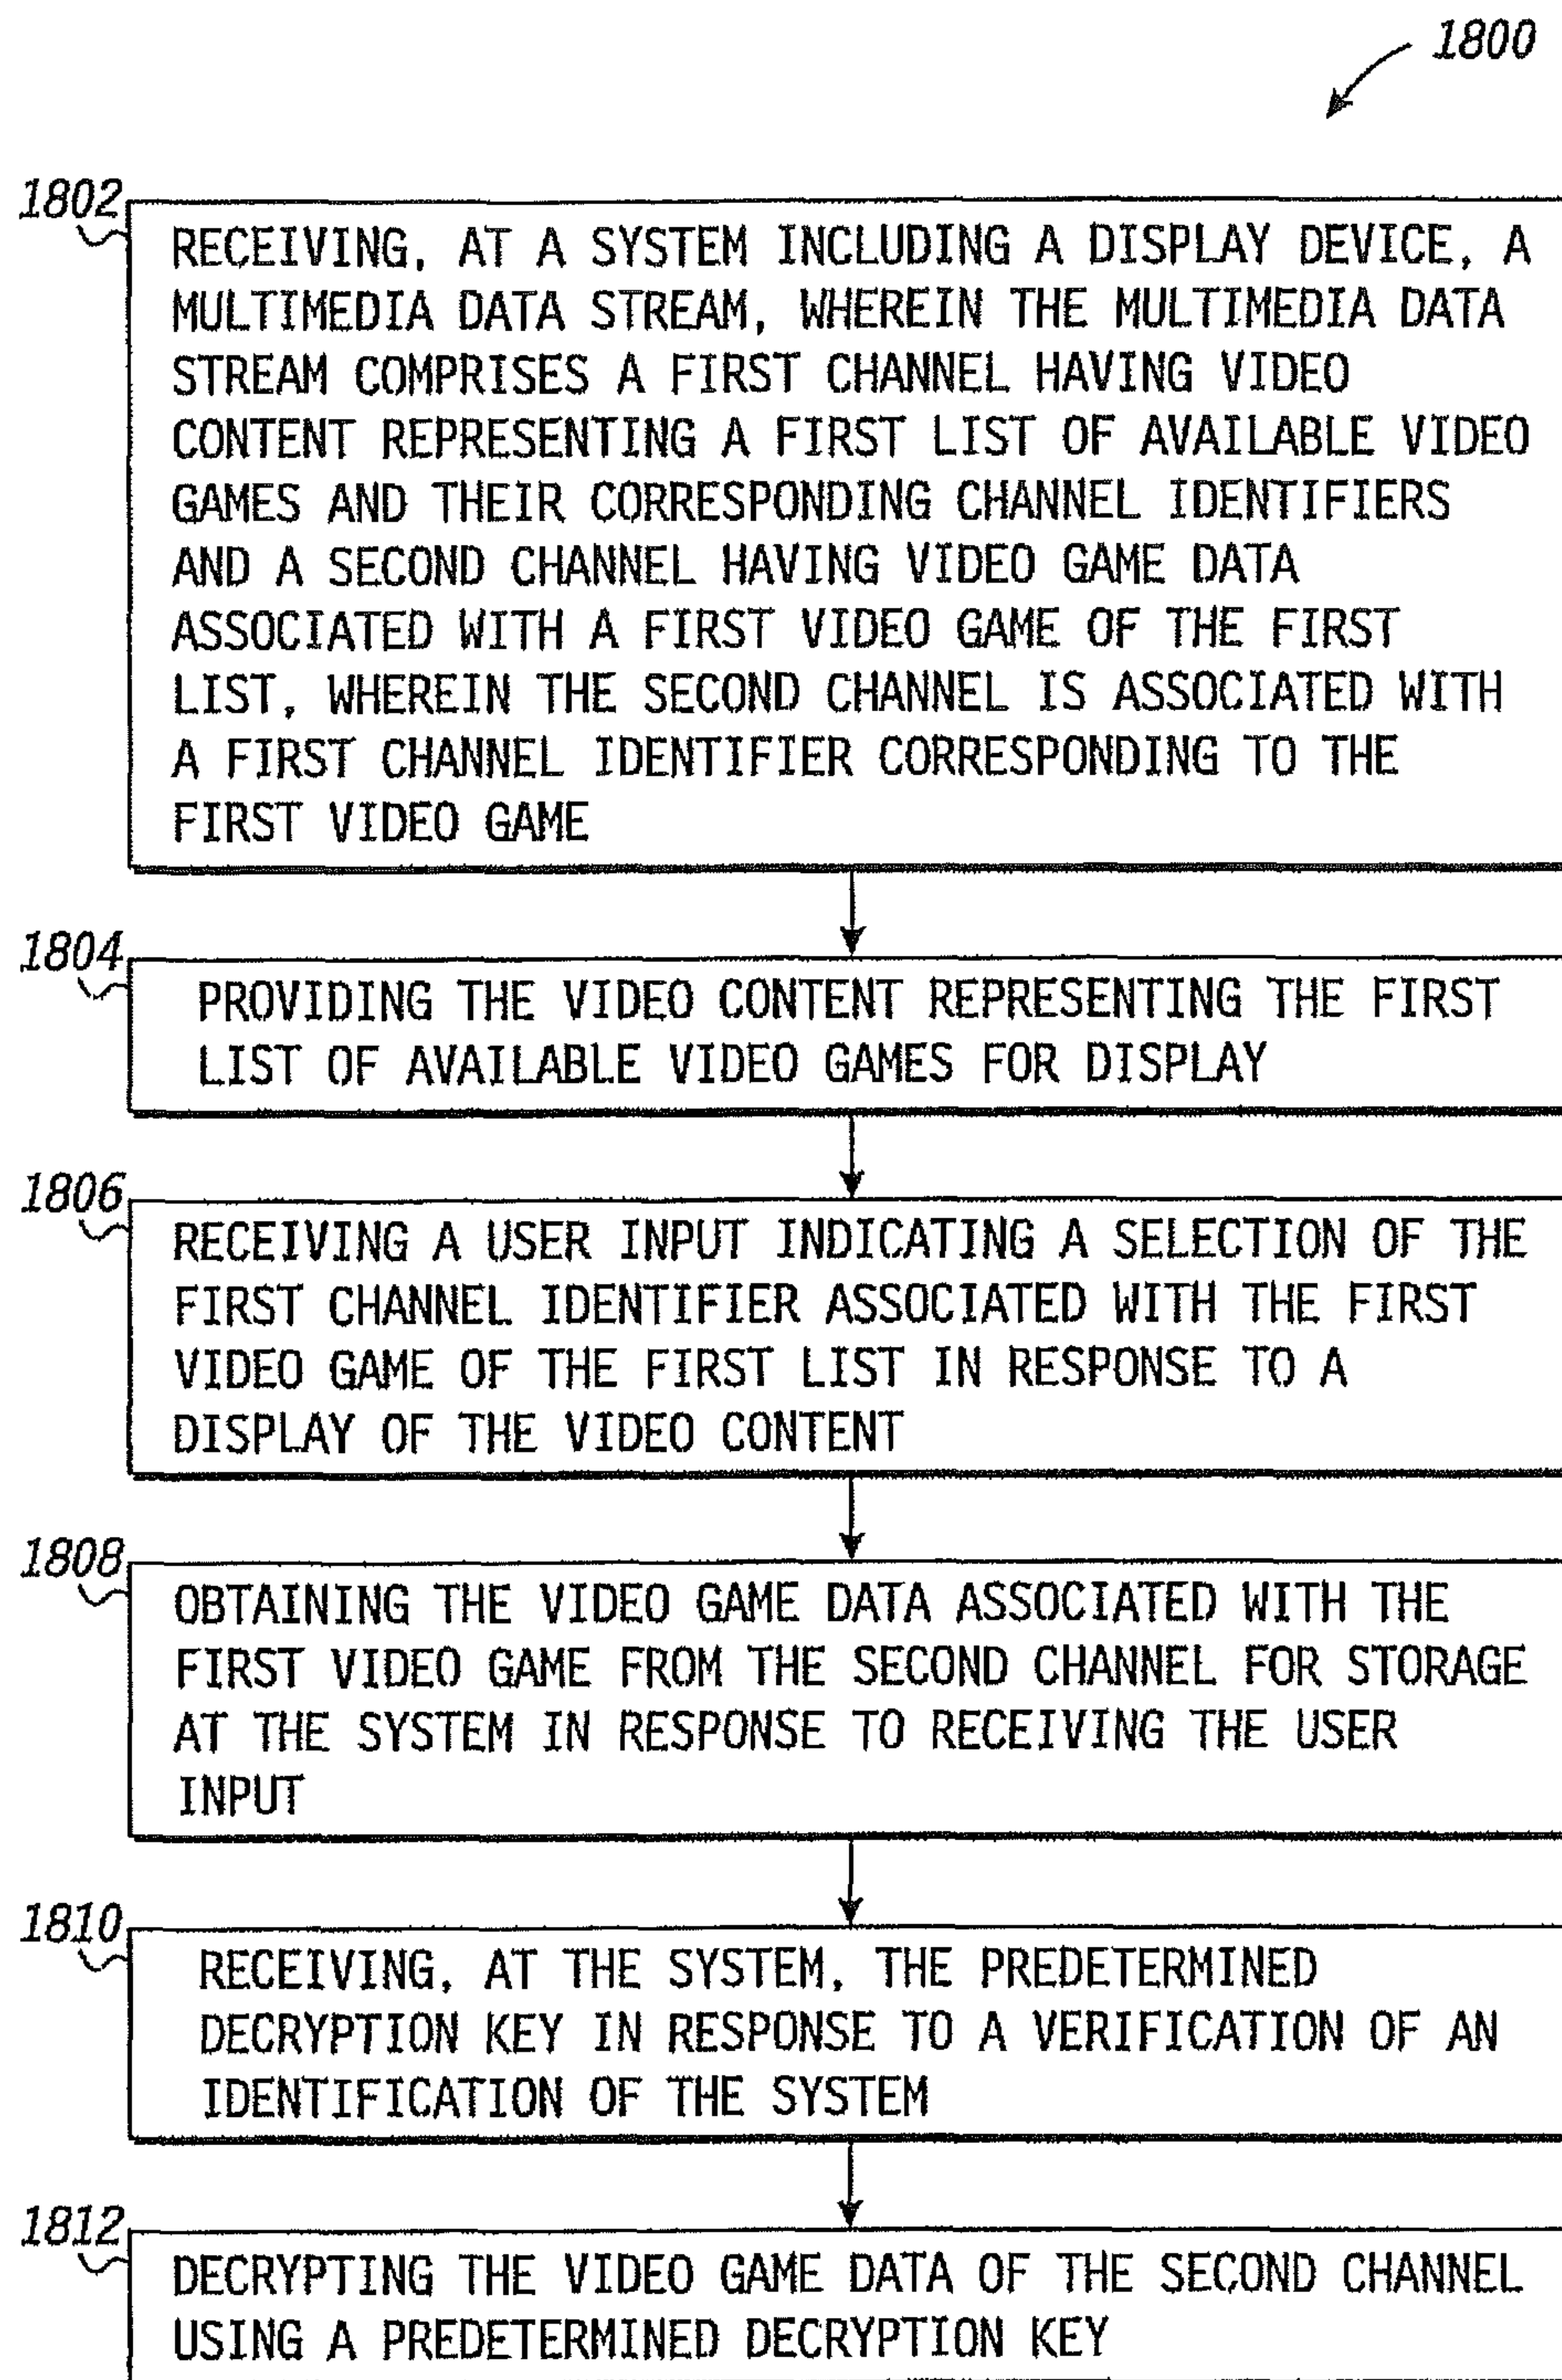 1800
1802
RECEIVING, AT A SYSTEM INCLUDING A DISPLAY DEVICE, A
MULTIMEDIA DATA STREAM, WHEREIN THE MULTIMEDIA DATA
STREAM COMPRISES A FIRST CHANNEL HAVING VIDEO
CONTENT REPRESENTING A FIRST LIST OF AVAILABLE VIDEO
GAMES AND THEIR CORRESPONDING CHANNEL IDENTIFIERS
AND A SECOND CHANNEL HAVING VIDEO GAME DATA
ASSOCIATED WITH A FIRST VIDEO GAME OF THE FIRST
LIST, WHEREIN THE SECOND CHANNEL IS ASSOCIATED WITH
A FIRST CHANNEL IDENTIFIER CORRESPONDING TO THE
FIRST VIDEO GAME
1804
PROVIDING THE VIDEO CONTENT REPRESENTING THE FIRST
LIST OF AVAILABLE VIDEO GAMES FOR DISPLAY
1806
RECEIVING A USER INPUT INDICATING A SELECTION OF THE
FIRST CHANNEL IDENTIFIER ASSOCIATED WITH THE FIRST
VIDEO GAME OF THE FIRST LIST IN RESPONSE TO A
DISPLAY OF THE VIDEO CONTENT
1808
OBTAINING THE VIDEO GAME DATA ASSOCIATED WITH THE
FIRST VIDEO GAME FROM THE SECOND CHANNEL FOR STORAGE
AT THE SYSTEM IN RESPONSE TO RECEIVING THE USER
INPUT
1810
RECEIVING, AT THE SYSTEM, THE PREDETERMINED
DECRYPTION KEY IN RESPONSE TO A VERIFICATION OF AN
IDENTIFICATION OF THE SYSTEM
1812
DECRYPTING THE VIDEO GAME DATA OF THE SECOND CHANNEL
USING A PREDETERMINED DECRYPTION KEY